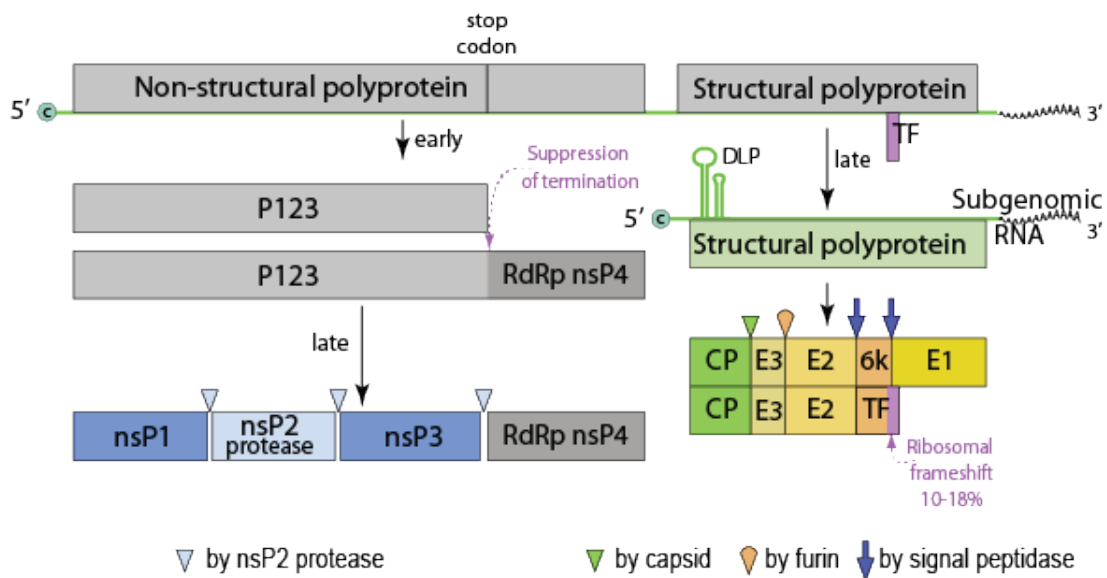 stop
codon
Non-structural polyprotein
Structural polyprotein
5′ c
3′
TF
early
Suppression
of termination
late
DLP
P123
5′ c
Subgenomic
RNA
3′
Structural polyprotein
P123
RdRp nsP4
late
CP E3 E2 6k E1
CP E3 E2 TF
nsP1
nsP2
protease
nsP3
RdRp nsP4
Ribosomal
frameshift
10-18%
by nsP2 protease
by capsid
by furin
by signal peptidase